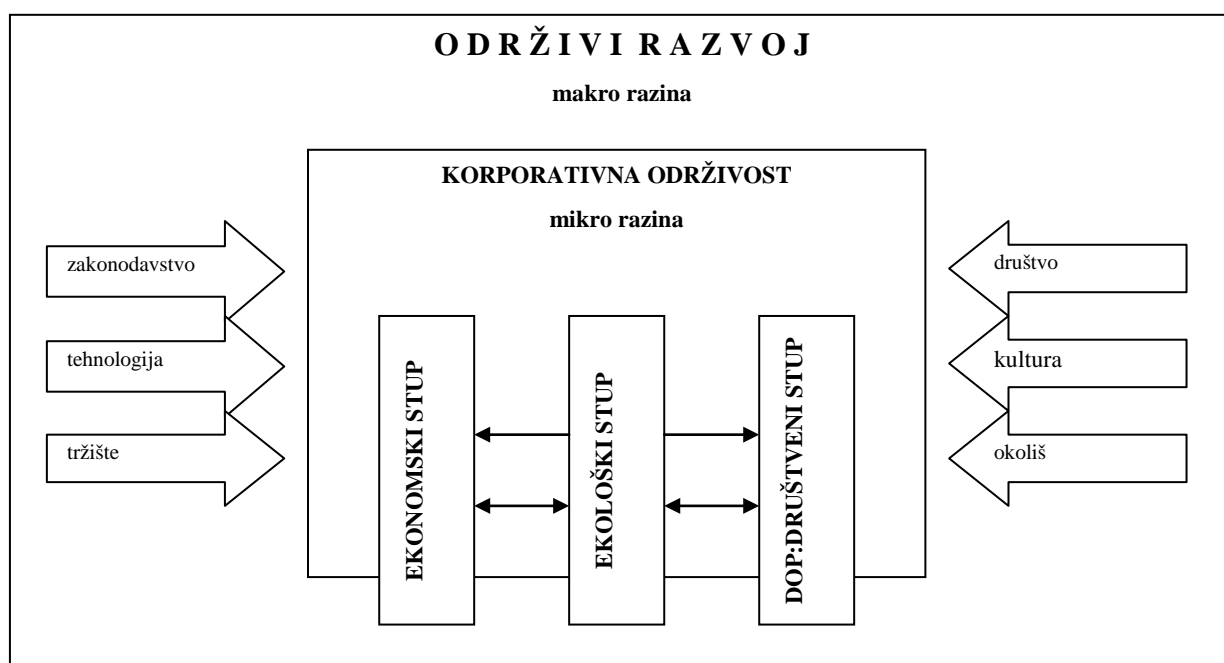 O D R Ž I V I  R A Z V O J
makro razina
KORPORATIVNA ODRŽIVOST
mikro razina
zakonodavstvo
tehnologija
tržište
EKONOMSKI STUP
EKOLOŠKI STUP
DOP:DRUŠTVENI STUP
društvo
kultura
okoliš